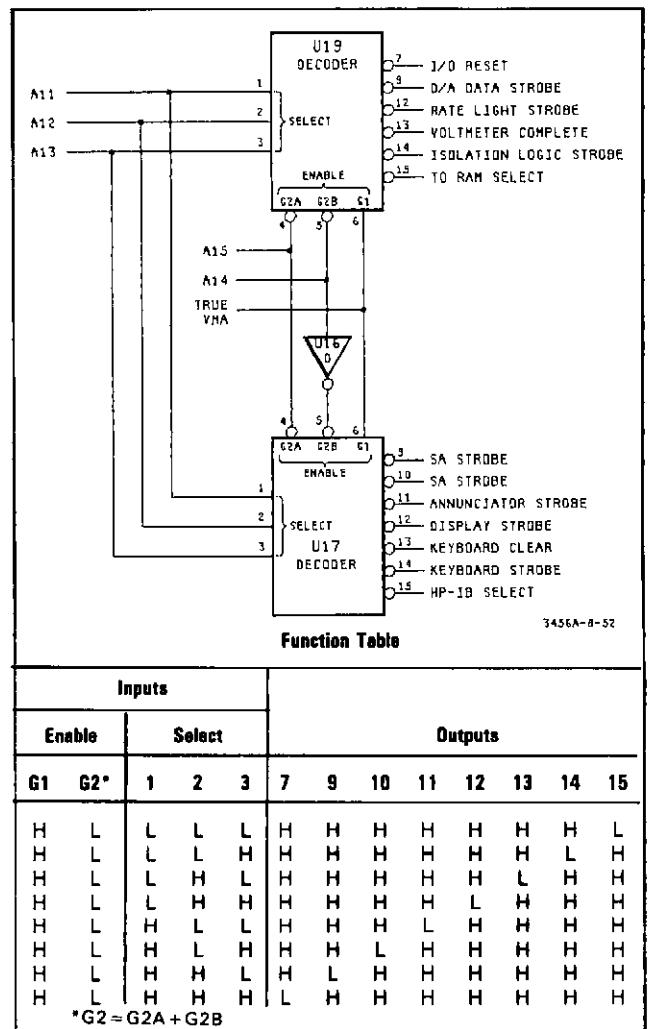 U19
DECODER
A11
A12
A13
1
2
3
SELECT
7 I/O RESET
9 D/A DATA STROBE
12 RATE LIGHT STROBE
13 VOLTMETER COMPLETE
14 ISOLATION LOGIC STROBE
15 TO RAM SELECT
ENABLE
G2A G2B G1
4 5 6
A15
A14
TRUE
VMA
U16
D
4 5 6
G2A G2B G1
ENABLE
1
2
3
SELECT
U17
DECODER
9 SA STROBE
10 SA STROBE
11 ANNUNCIATOR STROBE
12 DISPLAY STROBE
13 KEYBOARD CLEAR
14 KEYBOARD STROBE
15 HP-IB SELECT
3456A-8-52
Function Table
Inputs
Enable Select Outputs
G1 G2* 1 2 3 7 9 10 11 12 13 14 15
H L L L L H H H H H H H L
H L L L H H H H H H H L H
H L L H L H H H H H L H H
H L L H H H H H H L H H H
H L H L L H H H L H H H H
H L H L H H H L H H H H H
H L H H L H L H H H H H H
H L H H H L H H H H H H H
*G2 = G2A + G2B